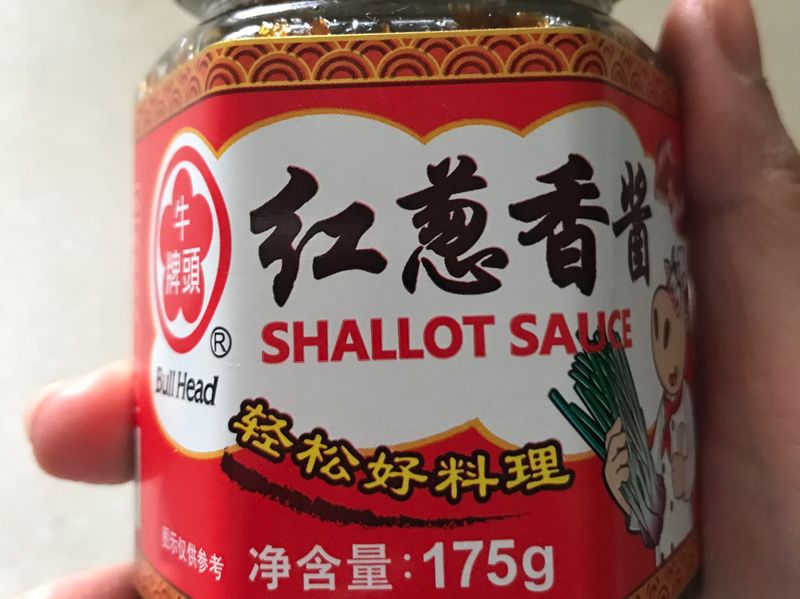 牛
頭牌
®
Bull Head
红葱香酱
SHALLOT SAUCE
轻松好料理
图示仅供参考
净含量:175g